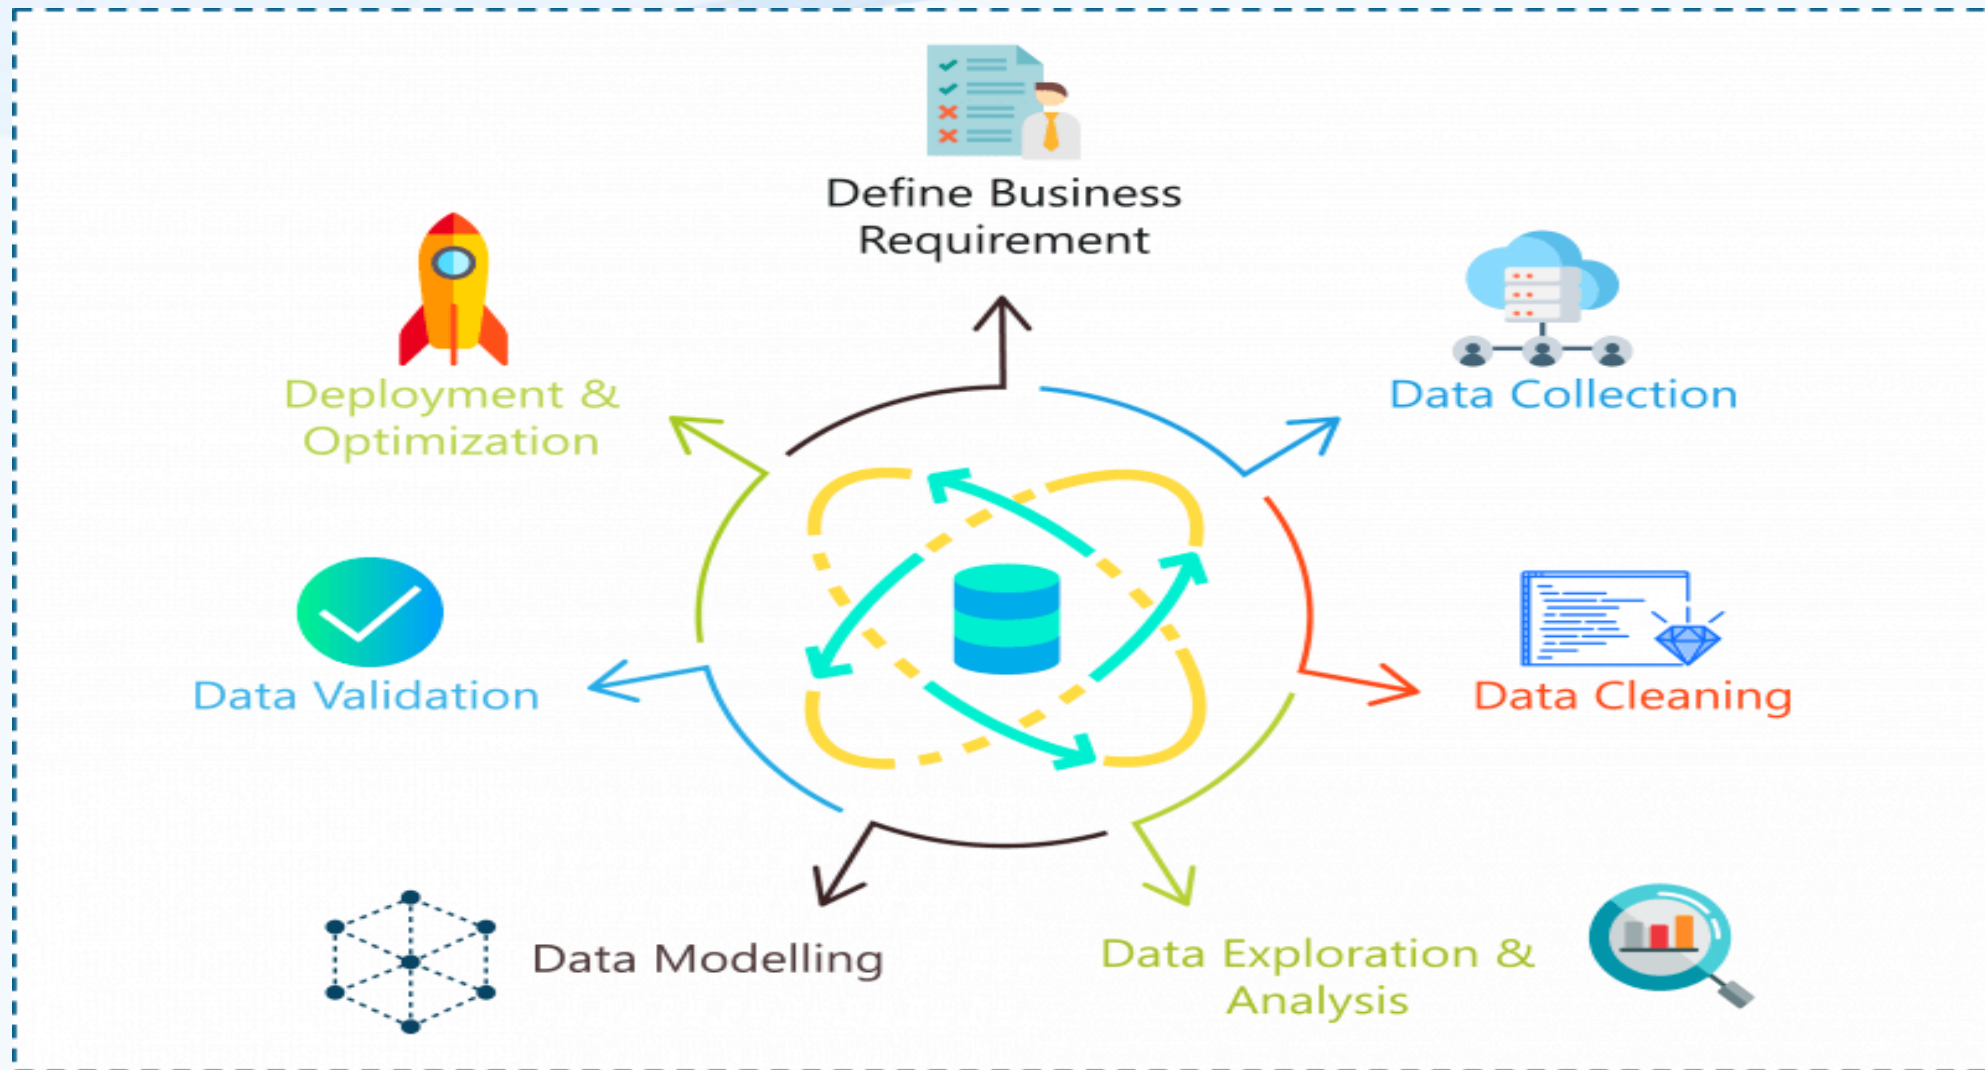 Define Business
Requirement
Data Collection
Data Cleaning
Data Exploration &
Analysis
Data Modelling
Data Validation
Deployment &
Optimization